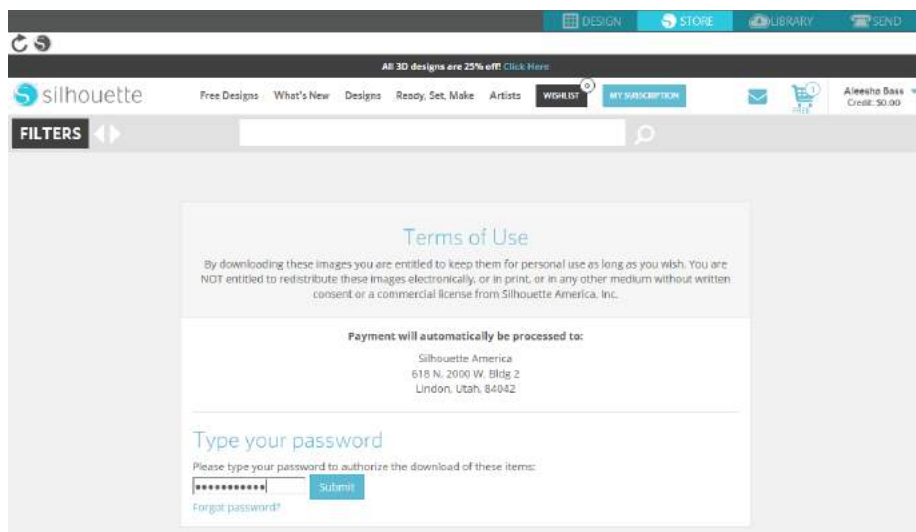 DESIGN STORE LIBRARY SEND
All 3D designs are 25% off! Click Here
silhouette Free Designs What's New Designs Ready, Set, Make Artists WISHLIST 0 MY SUBSCRIPTION 1 FREE Aleesha Bass
Credit: $0.00
FILTERS
Terms of Use
By downloading these images you are entitled to keep them for personal use as long as you wish. You are
NOT entitled to redistribute these images electronically, or in print, or in any other medium without written
consent or a commercial license from Silhouette America, Inc.
Payment will automatically be processed to:
Silhouette America
618 N. 2000 W. Bldg 2
Lindon, Utah, 84042
Type your password
Please type your password to authorize the download of these items:
Submit
Forgot password?